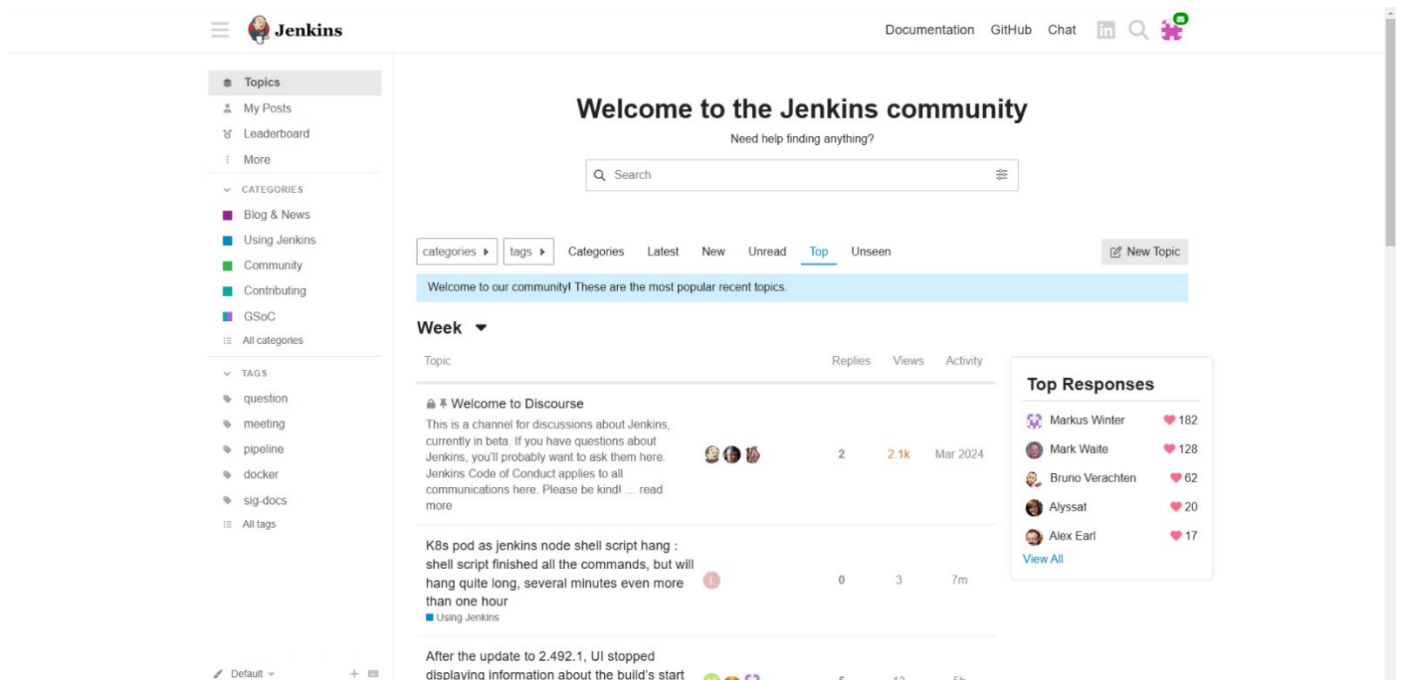 Jenkins
Documentation GitHub Chat
Topics
My Posts
Leaderboard
More
CATEGORIES
Blog & News
Using Jenkins
Community
Contributing
GSoC
All categories
TAGS
question
meeting
pipeline
docker
sig-docs
All tags
Default
Welcome to the Jenkins community
Need help finding anything?
Search
categories tags Categories Latest New Unread Top Unseen New Topic
Welcome to our community! These are the most popular recent topics.
Week
Topic Replies Views Activity
Welcome to Discourse
This is a channel for discussions about Jenkins,
currently in beta. If you have questions about
Jenkins, you'll probably want to ask them here.
Jenkins Code of Conduct applies to all
communications here. Please be kind! … read
more
2 2.1k Mar 2024
K8s pod as jenkins node shell script hang :
shell script finished all the commands, but will
hang quite long, several minutes even more
than one hour
Using Jenkins
L 0 3 7m
After the update to 2.492.1, UI stopped
displaying information about the build's start
Top Responses
Markus Winter 182
Mark Waite 128
Bruno Verachten 62
Alyssat 20
Alex Earl 17
View All